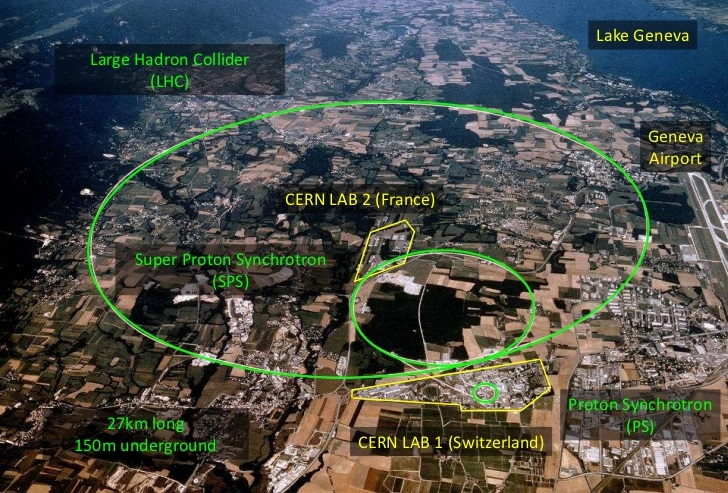 Lake Geneva
Large Hadron Collider
(LHC)
Geneva
Airport
CERN LAB 2 (France)
Super Proton Synchrotron
(SPS)
Proton Synchrotron
(PS)
27km long
150m underground
CERN LAB 1 (Switzerland)